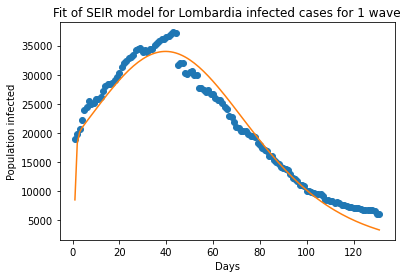 Fit of SEIR model for Lombardia infected cases for 1 wave
35000
30000
25000
20000
15000
10000
5000
Population infected
0 20 40 60 80 100 120
Days